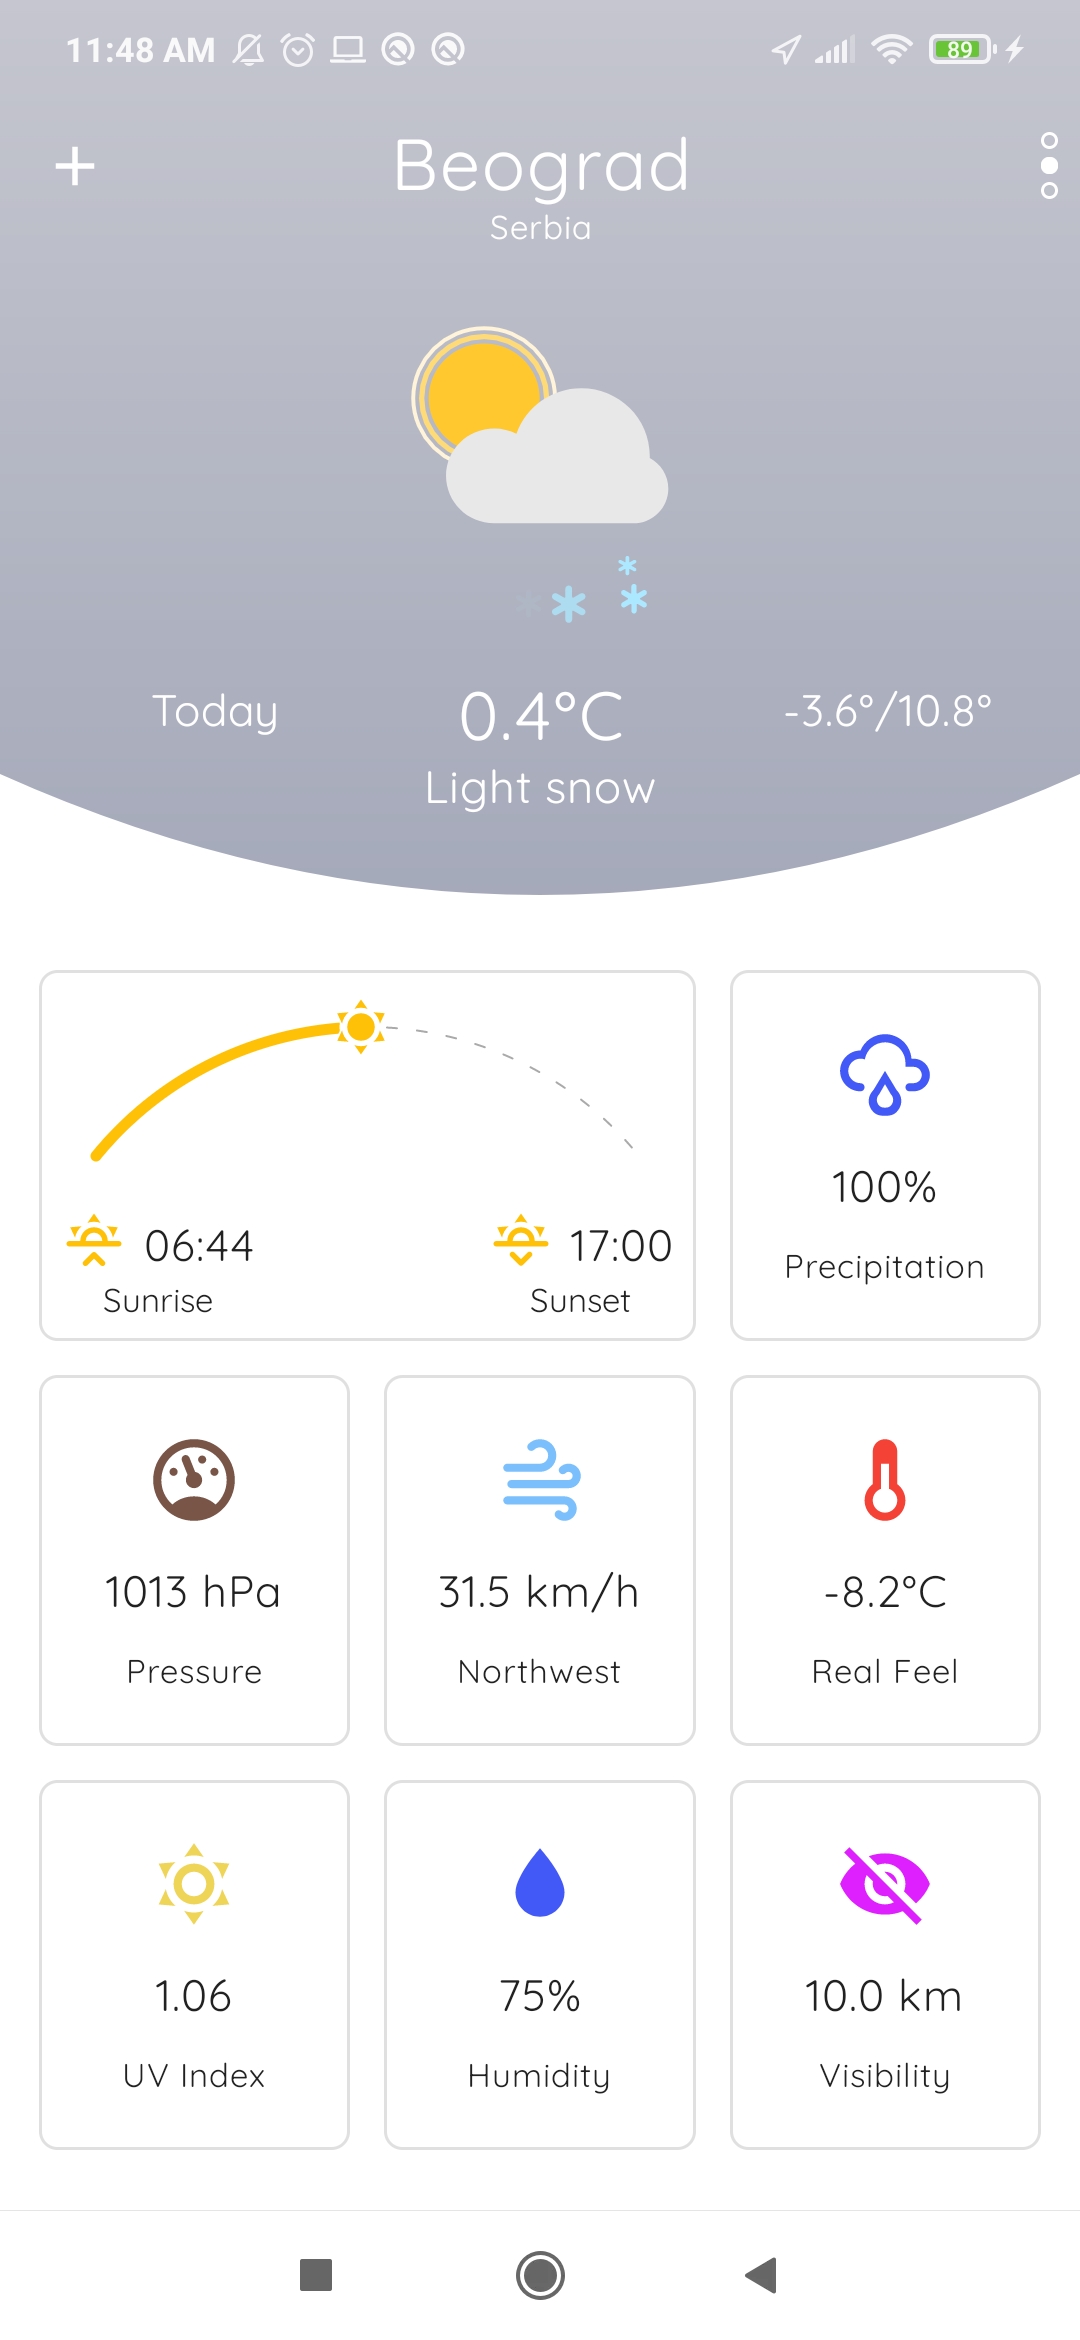 11:48 AM
89
Beograd
Serbia
Today
0.4°C
-3.6°/10.8°
Light snow
06:44
17:00
Sunrise
Sunset
100%
Precipitation
1013 hPa
Pressure
31.5 km/h
Northwest
-8.2°C
Real Feel
1.06
UV Index
75%
Humidity
10.0 km
Visibility